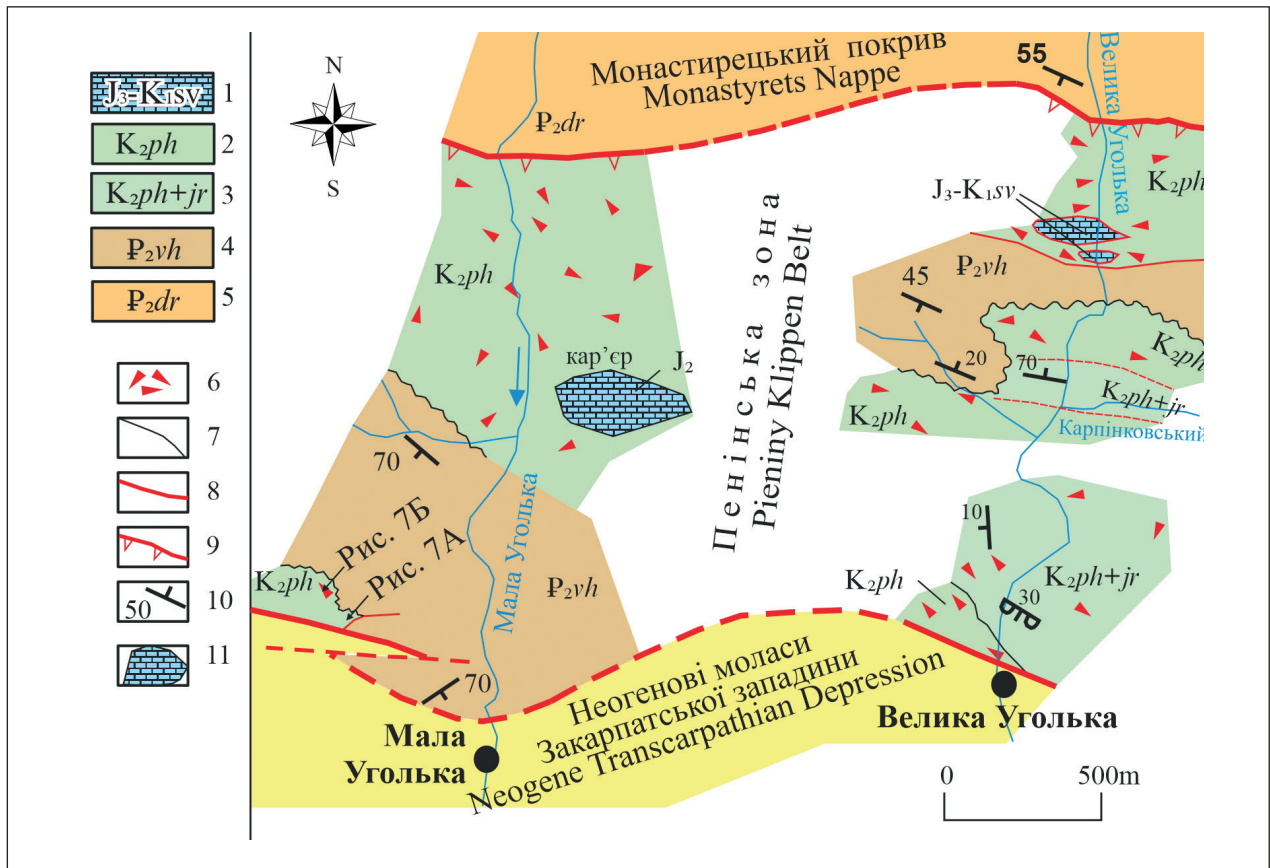 J₃-K₁sv 1
K₂ph 2
K₂ph+jr 3
₽₂vh 4
₽₂dr 5
6
7
8
9
50 10
11
N
S
Монастирецький покрив
Monastyrets Nappe
55
Велика Уголька
₽₂dr
K₂ph
J₃-K₁sv
K₂ph
₽₂vh
45
кар’єр
J₂
20
70
K₂ph
K₂ph+jr
K₂ph
Карпінковський
Пенінська зона
Pieniny Klippen Belt
70
Мала Уголька
Рис. 7Б
Рис. 7А
K₂ph
₽₂vh
10
K₂ph
K₂ph+jr
30
70
Неогенові моласи
Закарпатської западини
Neogene Transcarpathian Depression
Мала
Уголька
Велика Уголька
0 500m